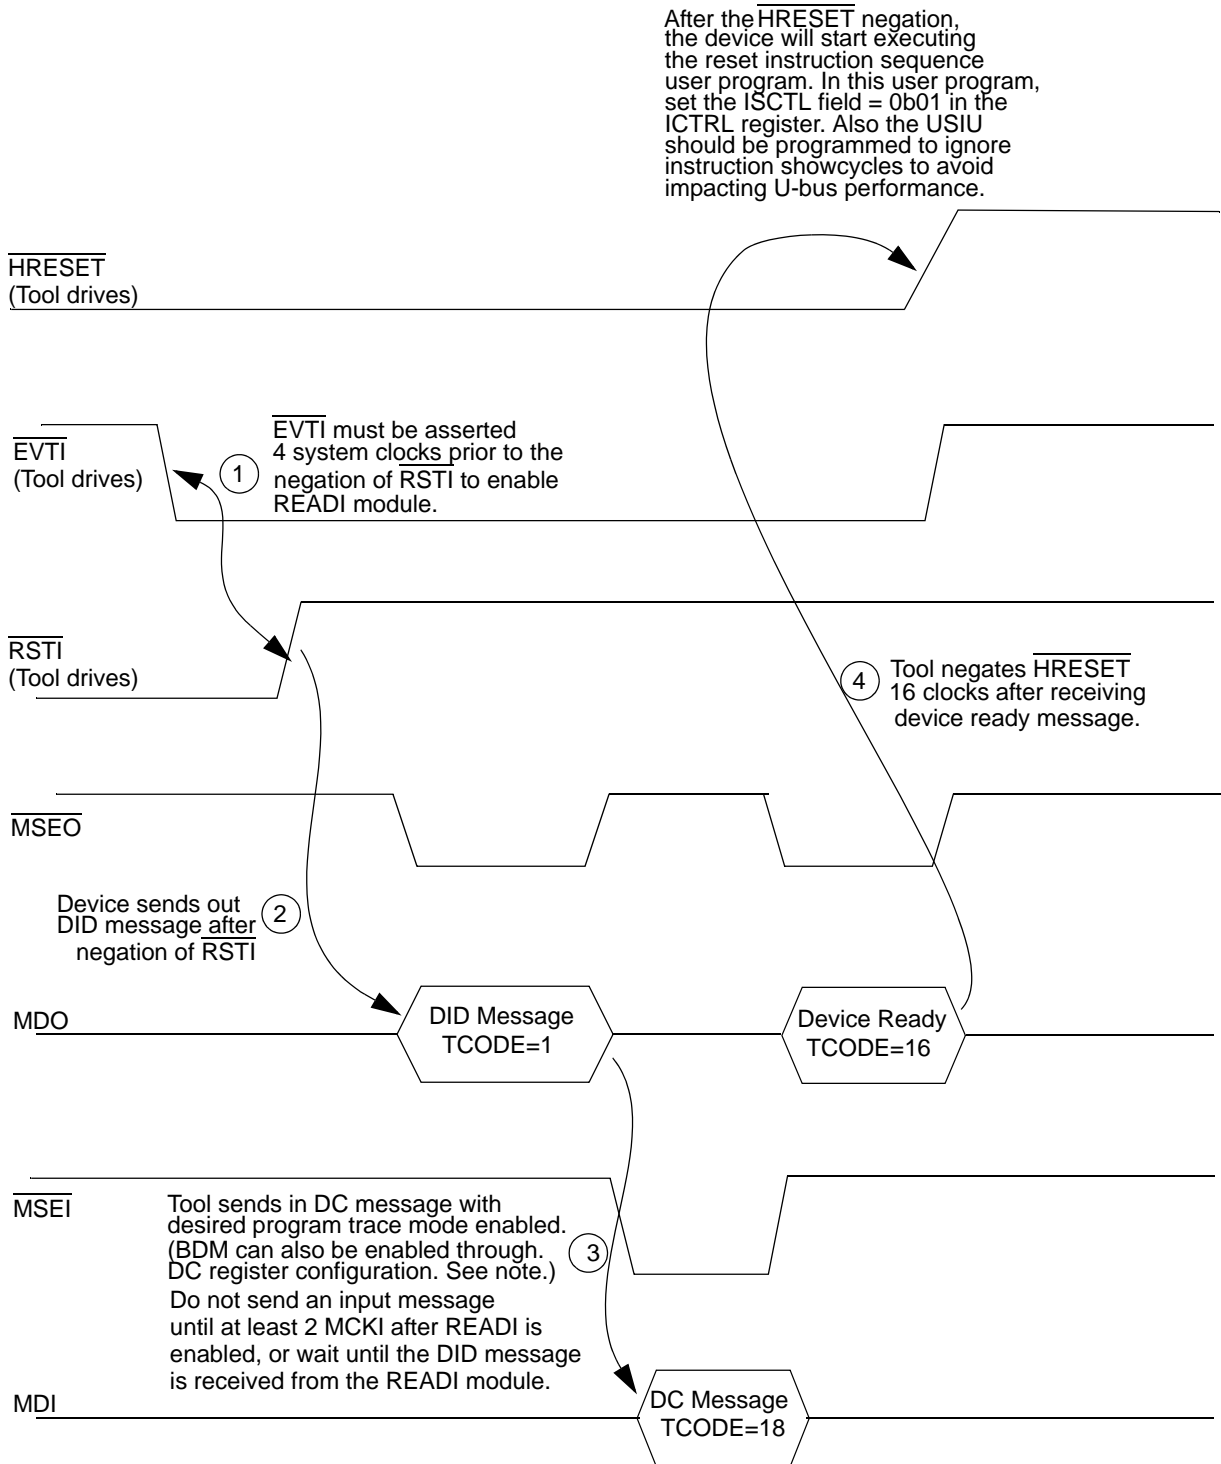 After the HRESET negation,
the device will start executing
the reset instruction sequence
user program. In this user program,
set the ISCTL field = 0b01 in the
ICTRL register. Also the USIU
should be programmed to ignore
instruction showcycles to avoid
impacting U-bus performance.
HRESET
(Tool drives)
EVTI
(Tool drives)
1
EVTI must be asserted
4 system clocks prior to the
negation of RSTI to enable
READI module.
RSTI
(Tool drives)
4
Tool negates HRESET
16 clocks after receiving
device ready message.
MSEO
Device sends out
DID message after
negation of RSTI
2
MDO
DID Message
TCODE=1
Device Ready
TCODE=16
MSEI
Tool sends in DC message with
desired program trace mode enabled.
(BDM can also be enabled through.
DC register configuration. See note.)
3
Do not send an input message
until at least 2 MCKI after READI is
enabled, or wait until the DID message
is received from the READI module.
MDI
DC Message
TCODE=18